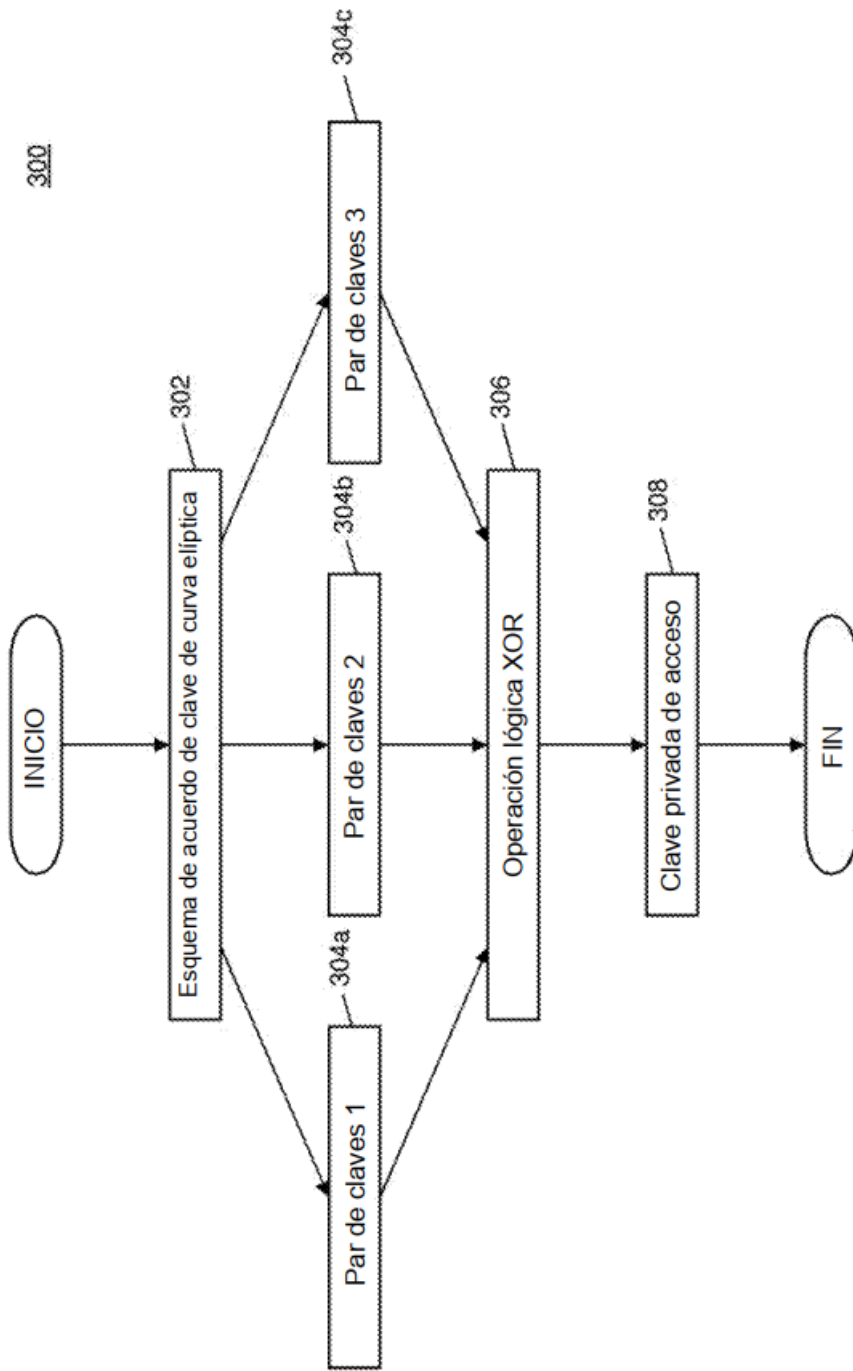 300
INICIO
302
Esquema de acuerdo de clave de curva elíptica
304a
Par de claves 1
304b
Par de claves 2
304c
Par de claves 3
306
Operación lógica XOR
308
Clave privada de acceso
FIN